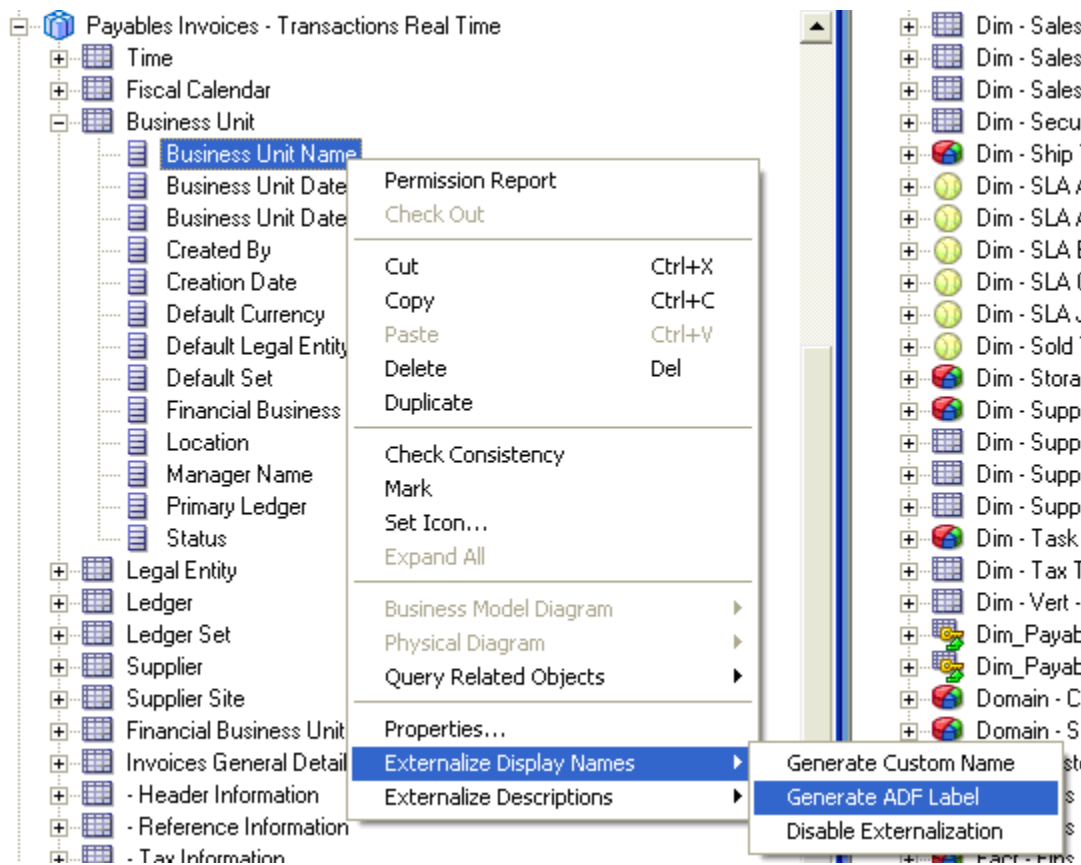 Payables Invoices - Transactions Real Time
Time
Fiscal Calendar
Business Unit
Business Unit Name
Business Unit Date
Business Unit Date
Created By
Creation Date
Default Currency
Default Legal Entity
Default Set
Financial Business
Location
Manager Name
Primary Ledger
Status
Legal Entity
Ledger
Ledger Set
Supplier
Supplier Site
Financial Business Unit
Invoices General Detail
- Header Information
- Reference Information
- Tax Information
Permission Report
Check Out
Cut Ctrl+X
Copy Ctrl+C
Paste Ctrl+V
Delete Del
Duplicate
Check Consistency
Mark
Set Icon...
Expand All
Business Model Diagram
Physical Diagram
Query Related Objects
Properties...
Externalize Display Names
Externalize Descriptions
Generate Custom Name
Generate ADF Label
Disable Externalization
Dim - Sales
Dim - Sales
Dim - Sales
Dim - Secu
Dim - Ship
Dim - SLA
Dim - SLA
Dim - SLA
Dim - SLA
Dim - SLA
Dim - Sold
Dim - Stora
Dim - Supp
Dim - Supp
Dim - Supp
Dim - Supp
Dim - Task
Dim - Tax
Dim - Vert -
Dim_Payab
Dim_Payab
Domain - C
Domain - S